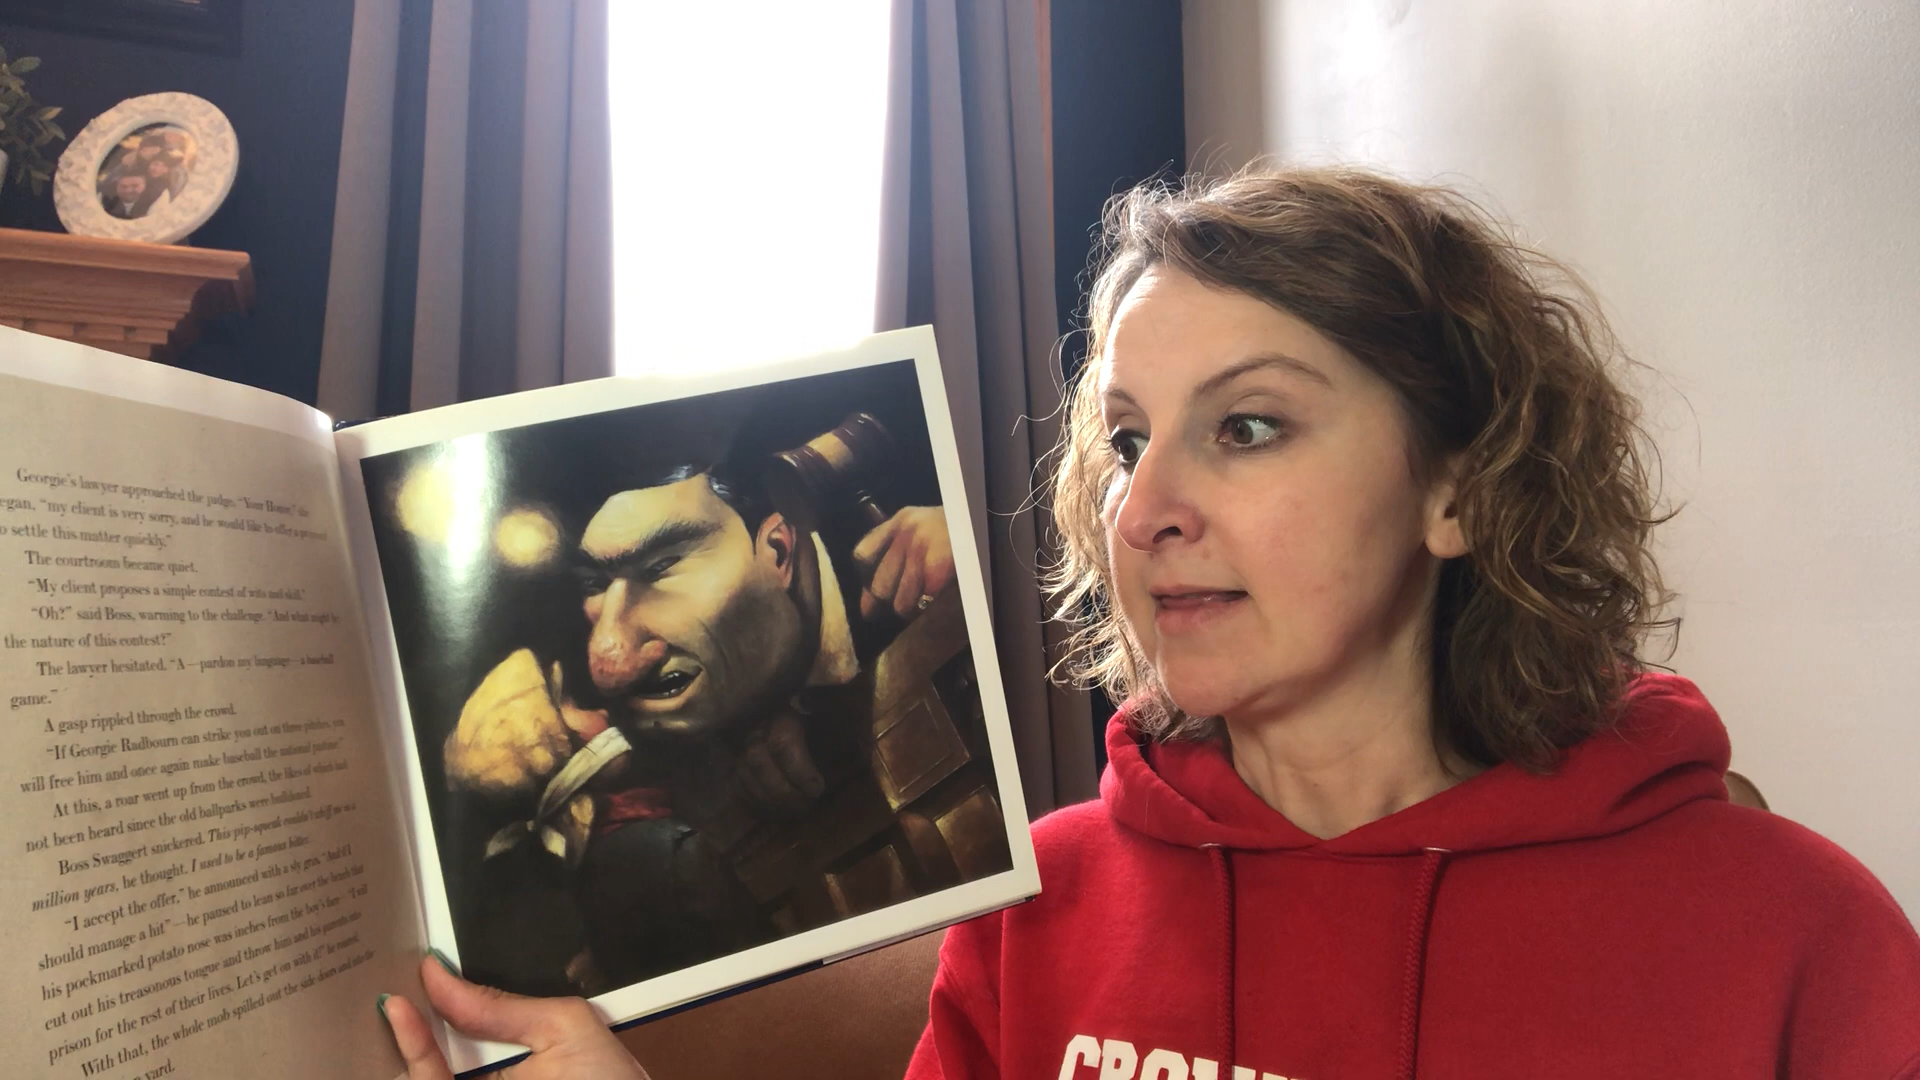 Georgie's lawyer approached the judge. "Your Honor," she
egan, "my client is very sorry, and he would like to offer a
o settle this matter quickly."
The courtroom became quiet.
"My client proposes a simple contest of wits and skill."
"Oh?" said Boss, warming to the challenge. "And what might be
the nature of this contest?"
The lawyer hesitated. "A—pardon my language—a baseball
game."
A gasp rippled through the crowd.
"If Georgie Radbourn can strike you out on three pitches, you
will free him and once again make baseball the national pastime."
At this, a roar went up from the crowd, the likes of which had
not been heard since the old ballparks were bulldozed.
Boss Swaggert snickered. This pip-squeak couldn't whiff me in a
million years, he thought. I used to be a famous hitter.
"I accept the offer," he announced with a sly grin. "And if I
should manage a hit"—he paused to lean so far over the bench that
his pockmarked potato nose was inches from the boy's face—"I will
cut out his treasonous tongue and throw him and his parents into
prison for the rest of their lives. Let's get on with it!" he roared.
With that, the whole mob spilled out the side doors and into the
yard.